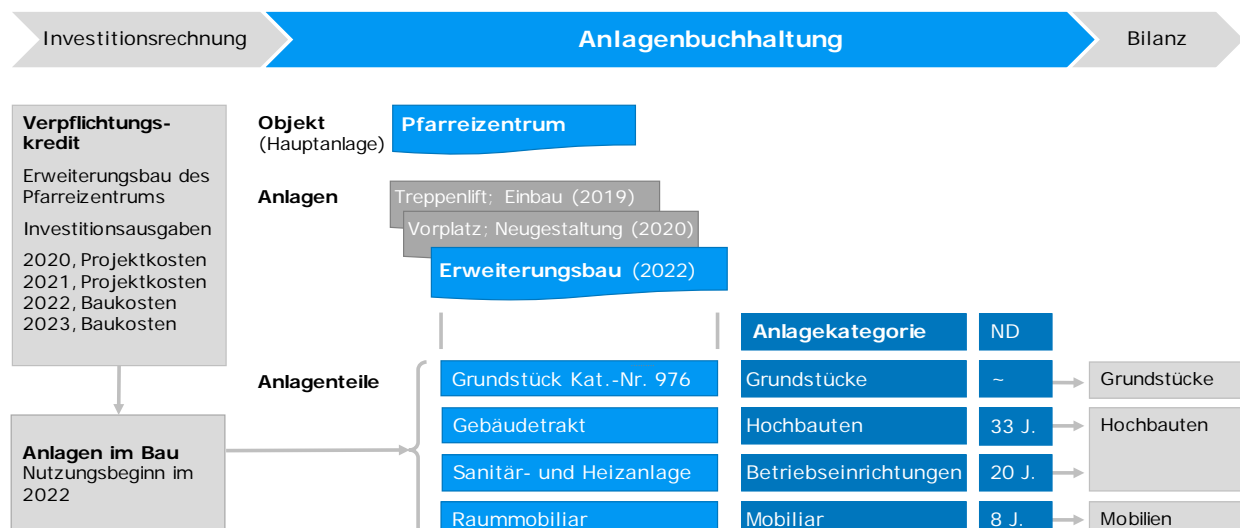 Investitionsrechnung
Anlagenbuchhaltung
Bilanz
Verpflichtungs-
kredit
Erweiterungsbau des
Pfarreizentrums
Investitionsausgaben
2020, Projektkosten
2021, Projektkosten
2022, Baukosten
2023, Baukosten
Anlagen im Bau
Nutzungsbeginn im
2022
Objekt
(Hauptanlage)
Pfarreizentrum
Anlagen
Treppenlift; Einbau (2019)
Vorplatz; Neugestaltung (2020)
Erweiterungsbau (2022)
Anlagekategorie ND
Anlagenteile
Grundstück Kat.-Nr. 976 Grundstücke ~ Grundstücke
Gebäudetrakt Hochbauten 33 J. Hochbauten
Sanitär- und Heizanlage Betriebseinrichtungen 20 J.
Raummobiliar Mobiliar 8 J. Mobilien